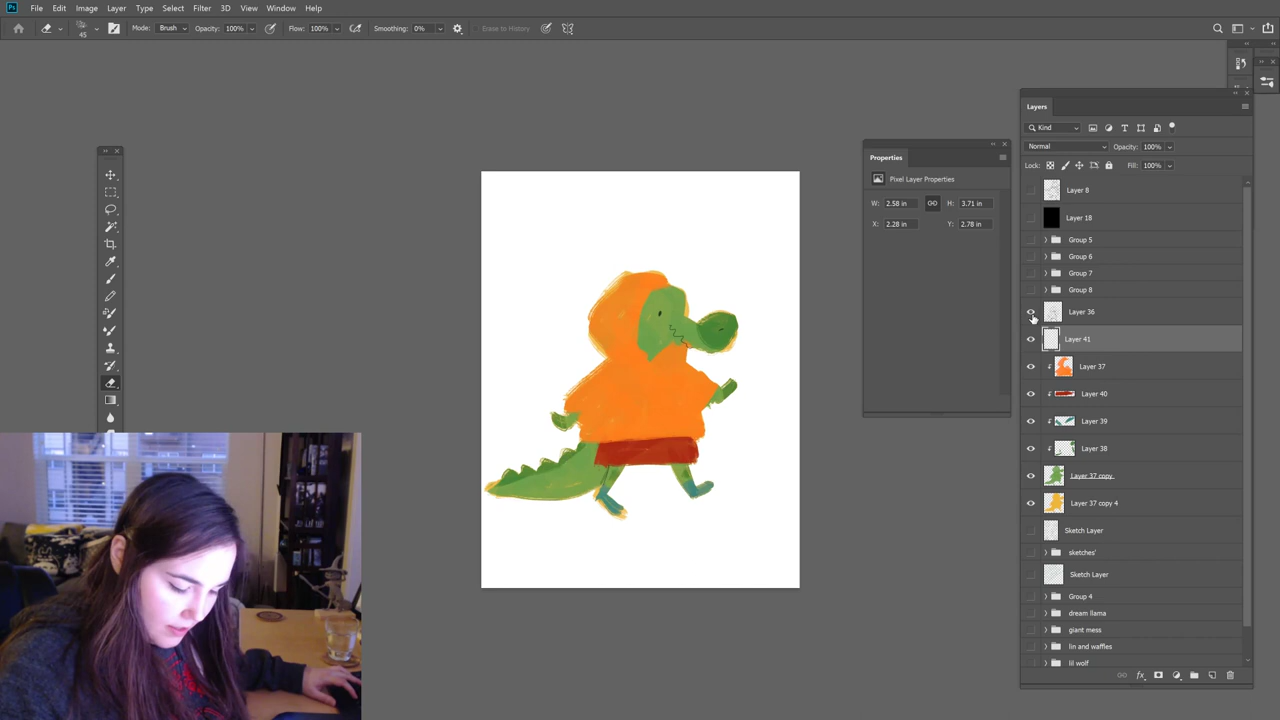 Ps File Edit Image Layer Type Select Filter 3D View Window Help
45 Mode: Brush Opacity: 100% Flow: 100% Smoothing: 0% Erase to History
Layers
Kind
Normal Opacity: 100%
Lock: Fill: 100%
Properties
Pixel Layer Properties
W: 2.58 in H: 3.71 in
X: 2.28 in Y: 2.78 in
Layer 8
Layer 18
Group 5
Group 6
Group 7
Group 8
Layer 36
Layer 41
Layer 37
Layer 40
Layer 39
Layer 38
Layer 37 copy
Layer 37 copy 4
Sketch Layer
sketches'
Sketch Layer
Group 4
dream llama
giant mess
lin and waffles
lil wolf
fx